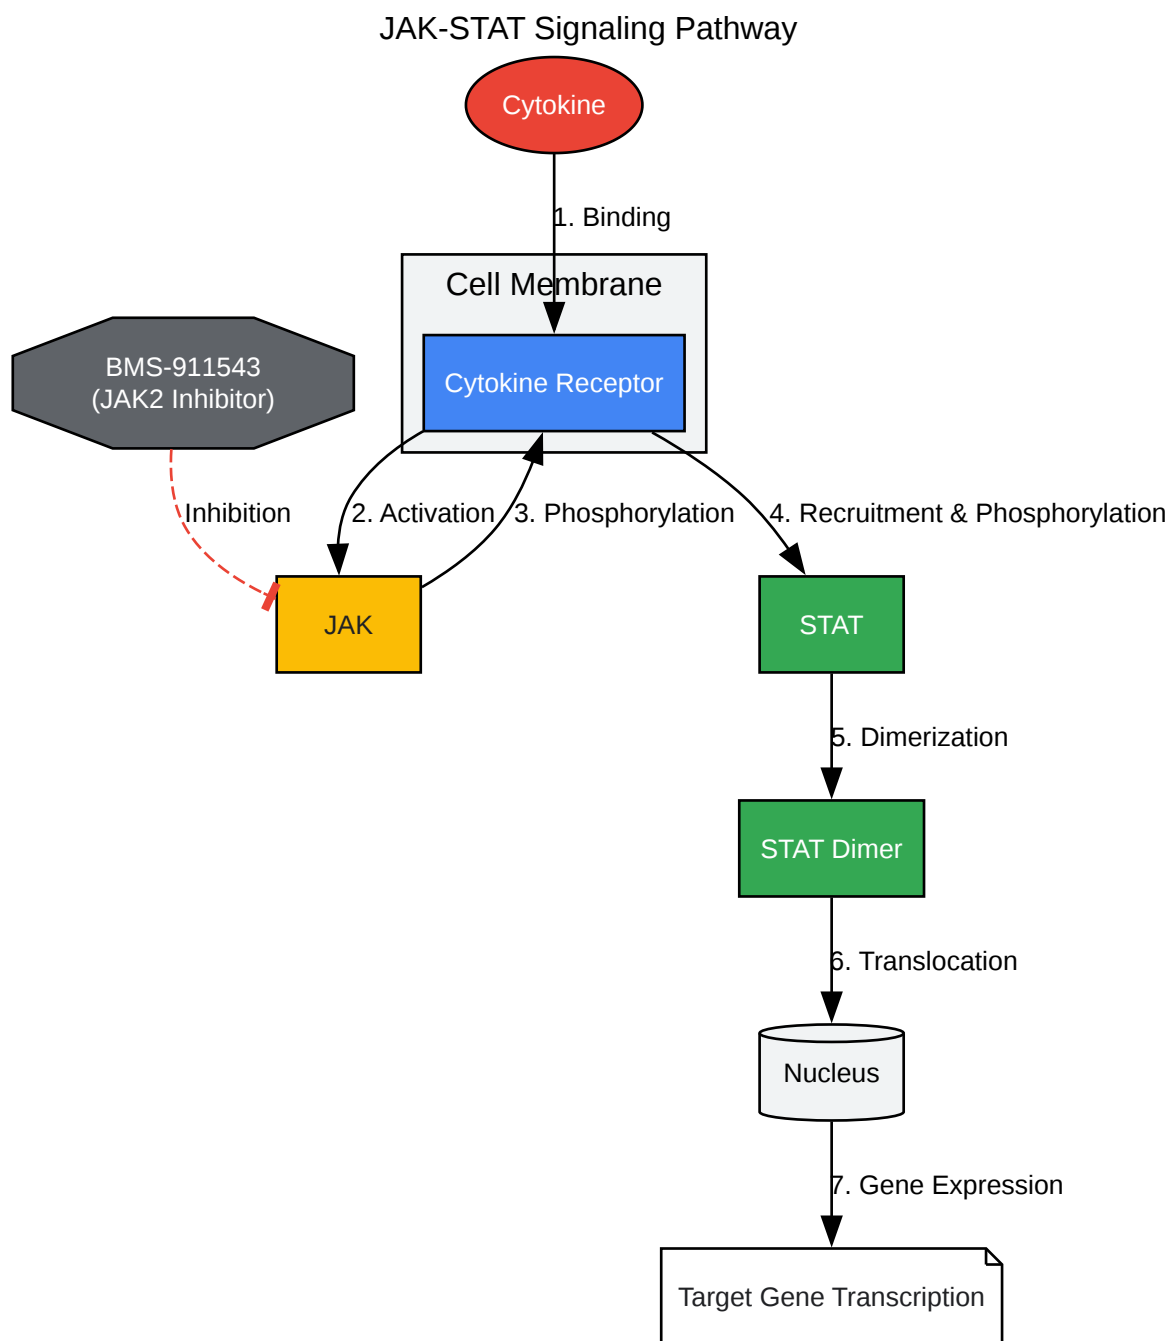 JAK-STAT Signaling Pathway
Cytokine
1. Binding
Cell Membrane
BMS-911543
(JAK2 Inhibitor)
Cytokine Receptor
Inhibition
2. Activation
3. Phosphorylation
4. Recruitment & Phosphorylation
JAK
STAT
5. Dimerization
STAT Dimer
6. Translocation
Nucleus
7. Gene Expression
Target Gene Transcription